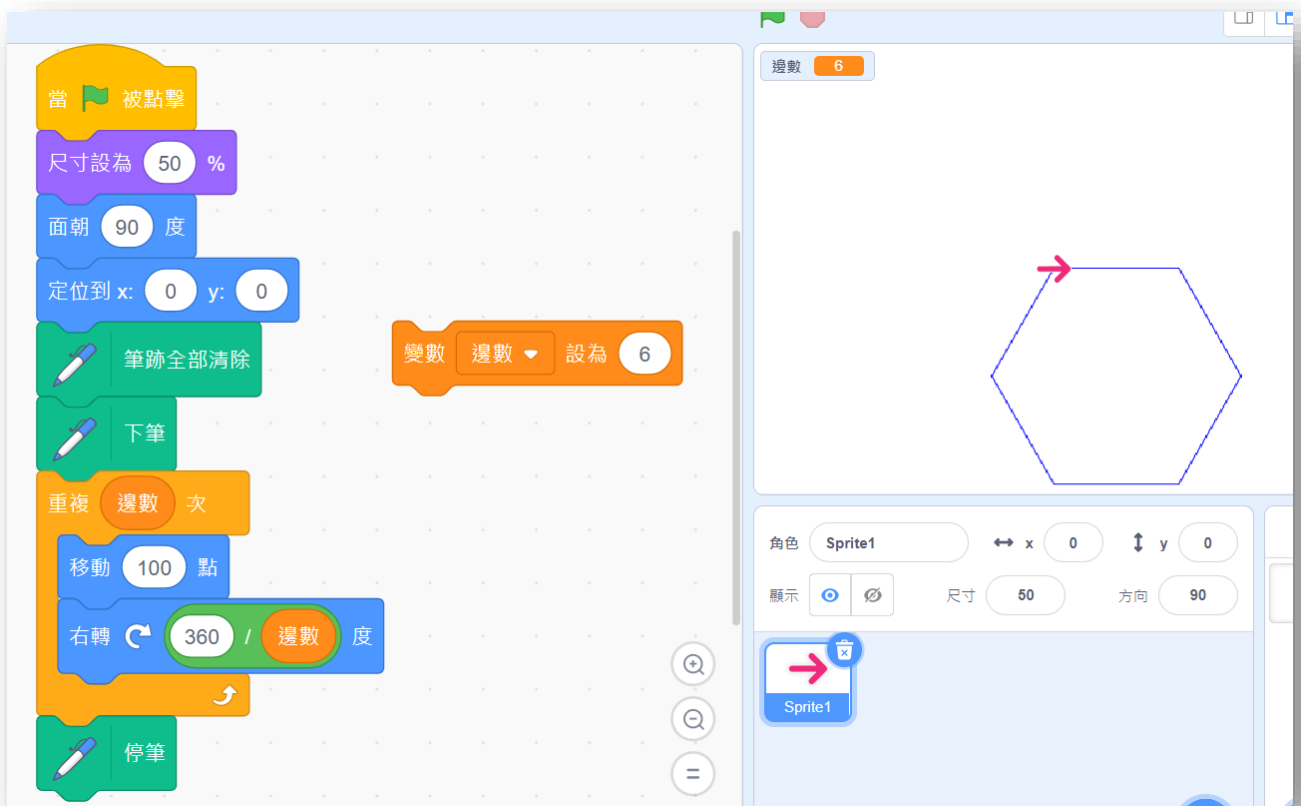 當 被點擊
尺寸設為 50 %
面朝 90 度
定位到 x: 0 y: 0
筆跡全部清除
下筆
重複 邊數 次
移動 100 點
右轉 360 / 邊數 度
停筆
變數 邊數 設為 6
邊數 6
角色 Sprite1 x 0 y 0
顯示 尺寸 50 方向 90
Sprite1